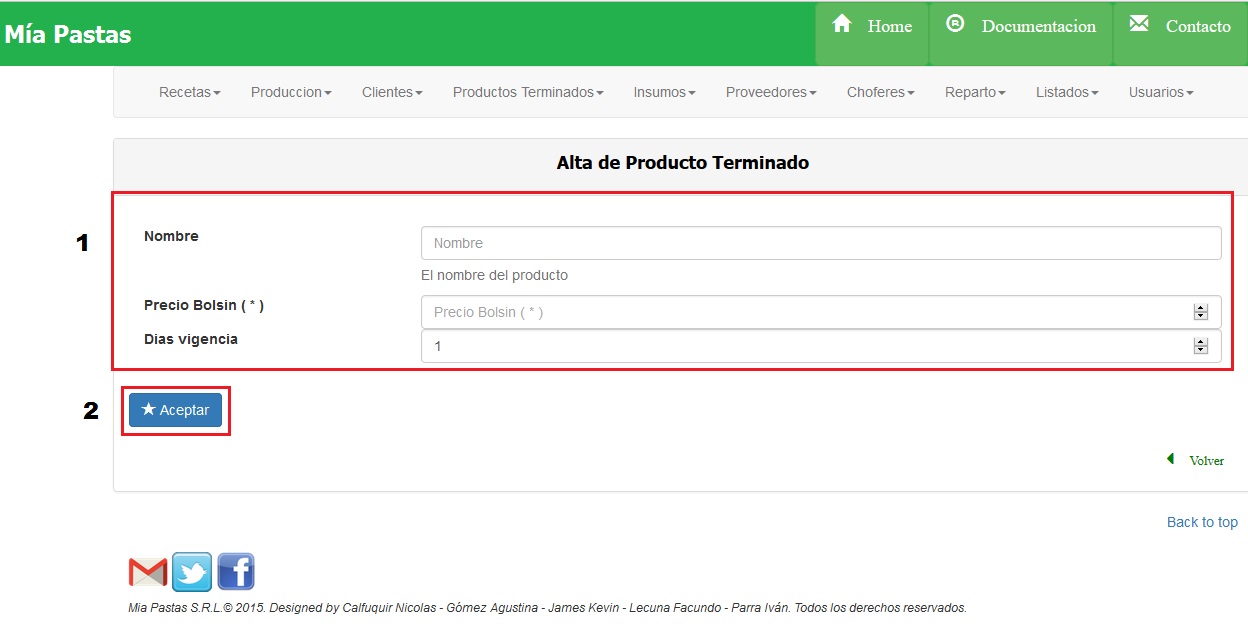 Mía Pastas
Home Documentacion Contacto
Recetas Produccion Clientes Productos Terminados Insumos Proveedores Choferes Reparto Listados Usuarios
Alta de Producto Terminado
1
Nombre
Nombre
El nombre del producto
Precio Bolsin ( * )
Precio Bolsin ( * )
Dias vigencia
1
2
Aceptar
Volver
Back to top
Mia Pastas S.R.L.© 2015. Designed by Calfuquir Nicolas - Gómez Agustina - James Kevin - Lecuna Facundo - Parra Iván. Todos los derechos reservados.